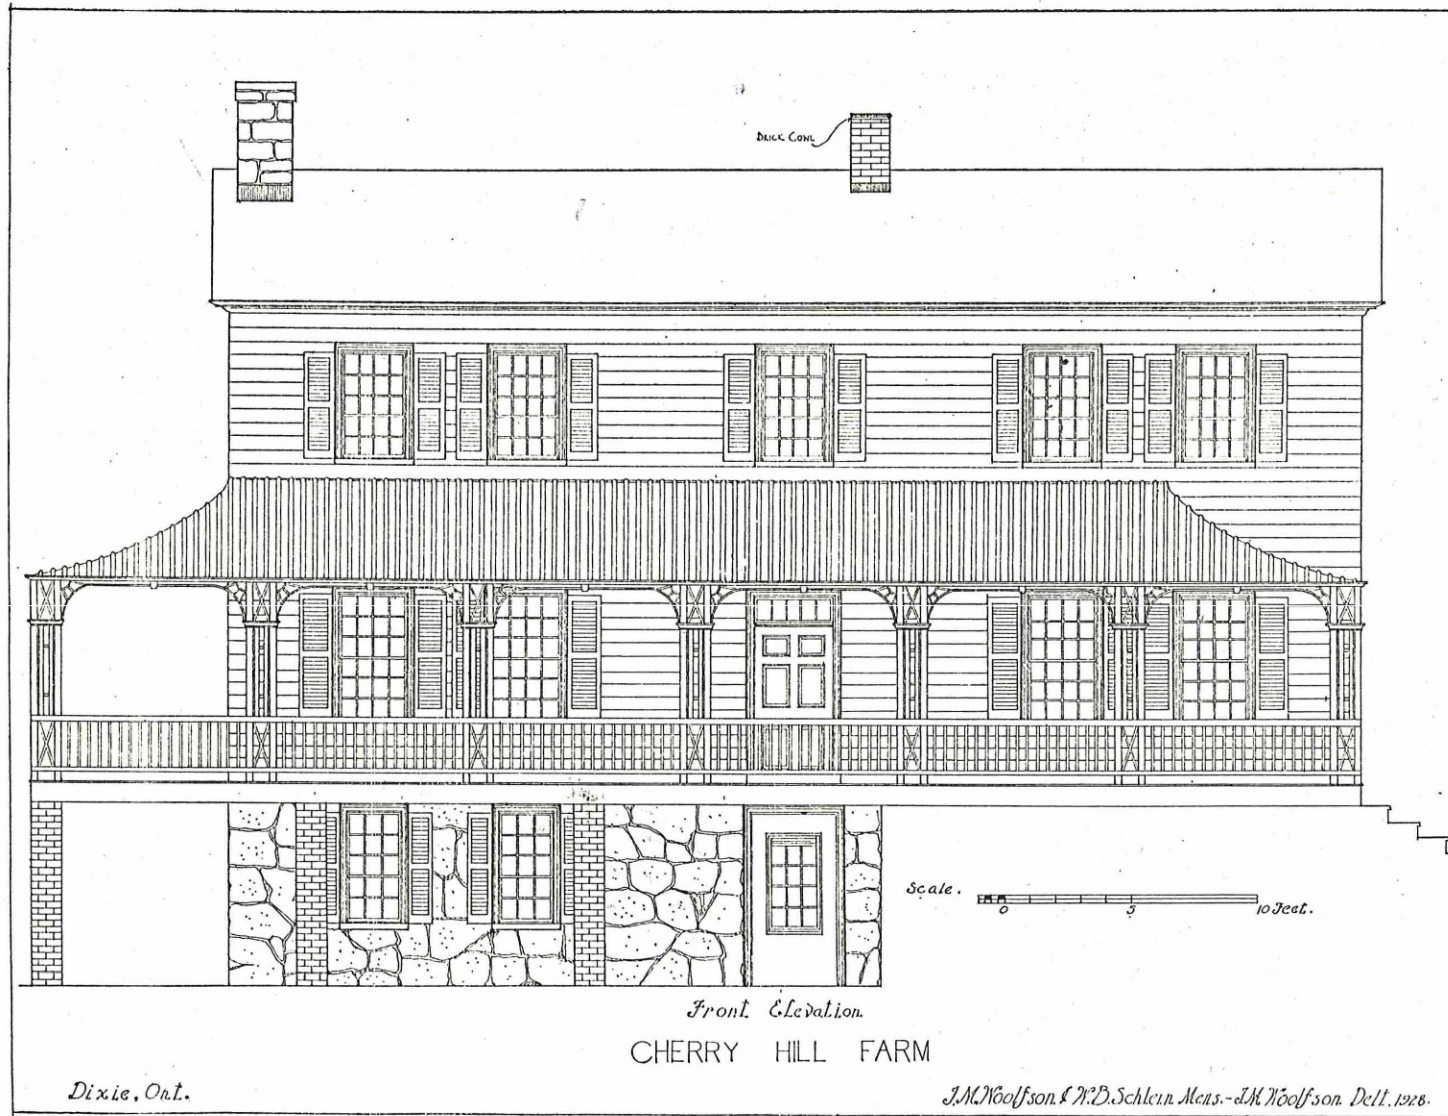 BRICK COWL
Scale.
0 5 10 Feet.
Front Elevation
CHERRY HILL FARM
Dixie, Ont.
J.M. Woolfson & W.B. Schlein Mens.-J.M. Woolfson Delt. 1928.